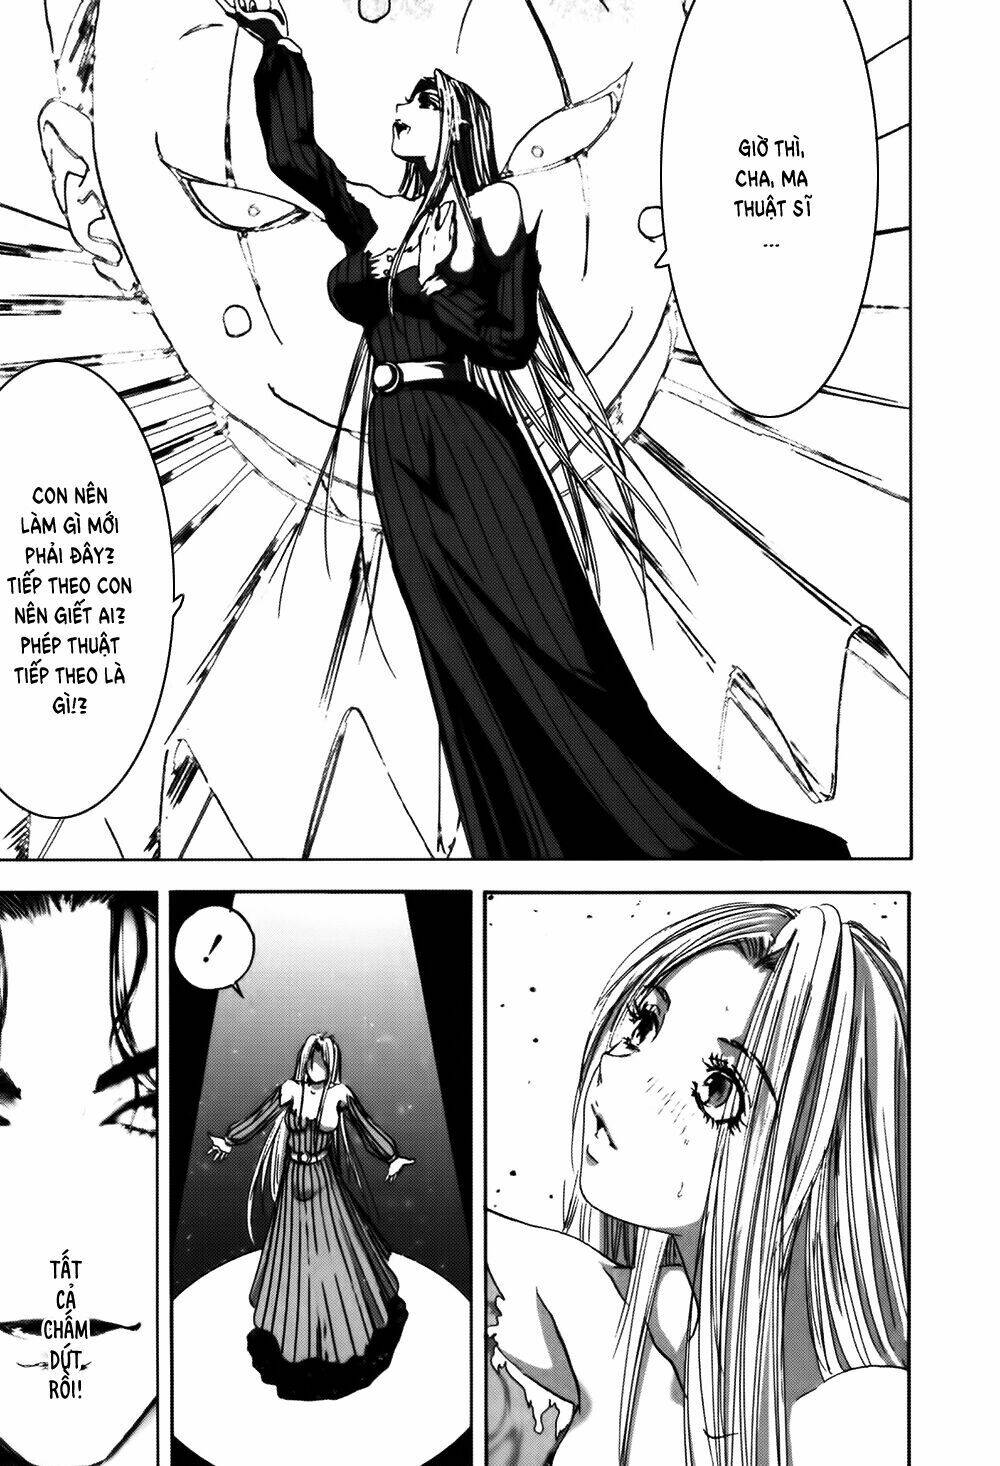 GIỜ THÌ,
CHA, MA
THUẬT SĨ
...
CON NÊN
LÀM GÌ MỚI
PHẢI ĐÂY?
TIẾP THEO CON
NÊN GIẾT AI?
PHÉP THUẬT
TIẾP THEO LÀ
GÌ!?
!
TẤT
CẢ
CHẤM
DỨT
RỒI!